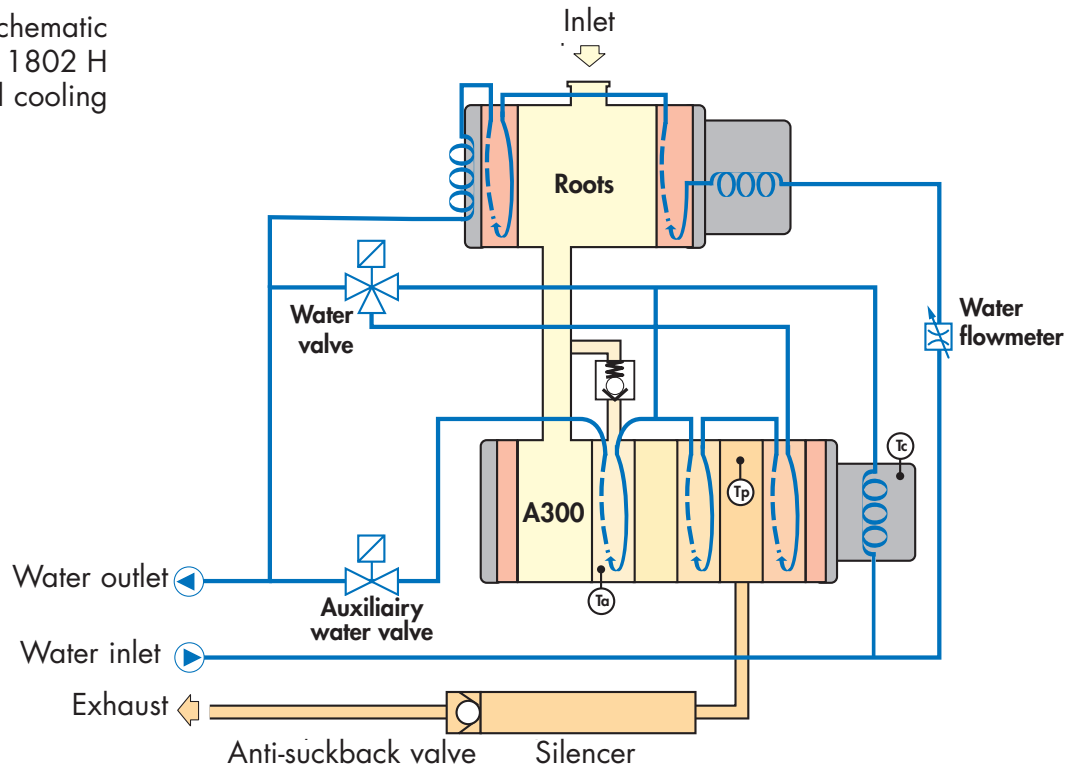 chematic
1802 H
cooling
Inlet
Roots
Water
valve
Water
flowmeter
Tc
Tp
A300
Ta
Water outlet
Auxiliairy
water valve
Water inlet
Exhaust
Anti-suckback valve
Silencer